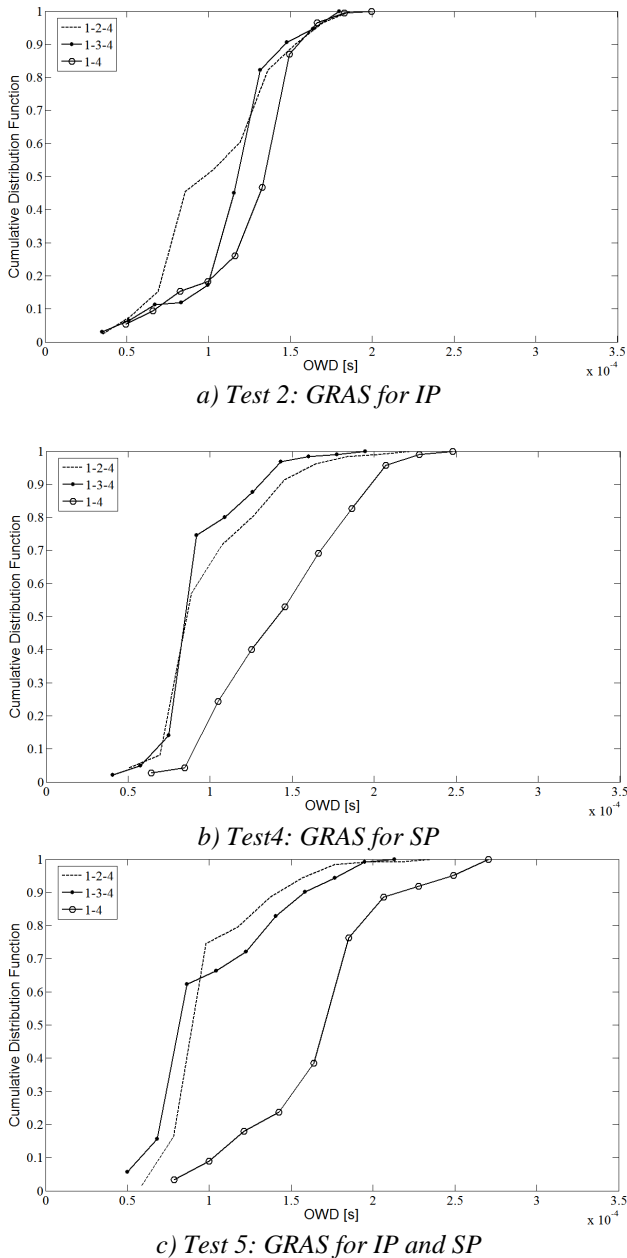 1
0.9
0.8
0.7
0.6
0.5
0.4
0.3
0.2
0.1
0
Cumulative Distribution Function
1-2-4
1-3-4
1-4
0 0.5 1 1.5 2 2.5 3 3.5
OWD [s]
x 10-4
a) Test 2: GRAS for IP
1
0.9
0.8
0.7
0.6
0.5
0.4
0.3
0.2
0.1
0
Cumulative Distribution Function
1-2-4
1-3-4
1-4
0 0.5 1 1.5 2 2.5 3 3.5
OWD [s]
x 10-4
b) Test4: GRAS for SP
1
0.9
0.8
0.7
0.6
0.5
0.4
0.3
0.2
0.1
0
Cumulative Distribution Function
1-2-4
1-3-4
1-4
0 0.5 1 1.5 2 2.5 3 3.5
OWD [s]
x 10-4
c) Test 5: GRAS for IP and SP